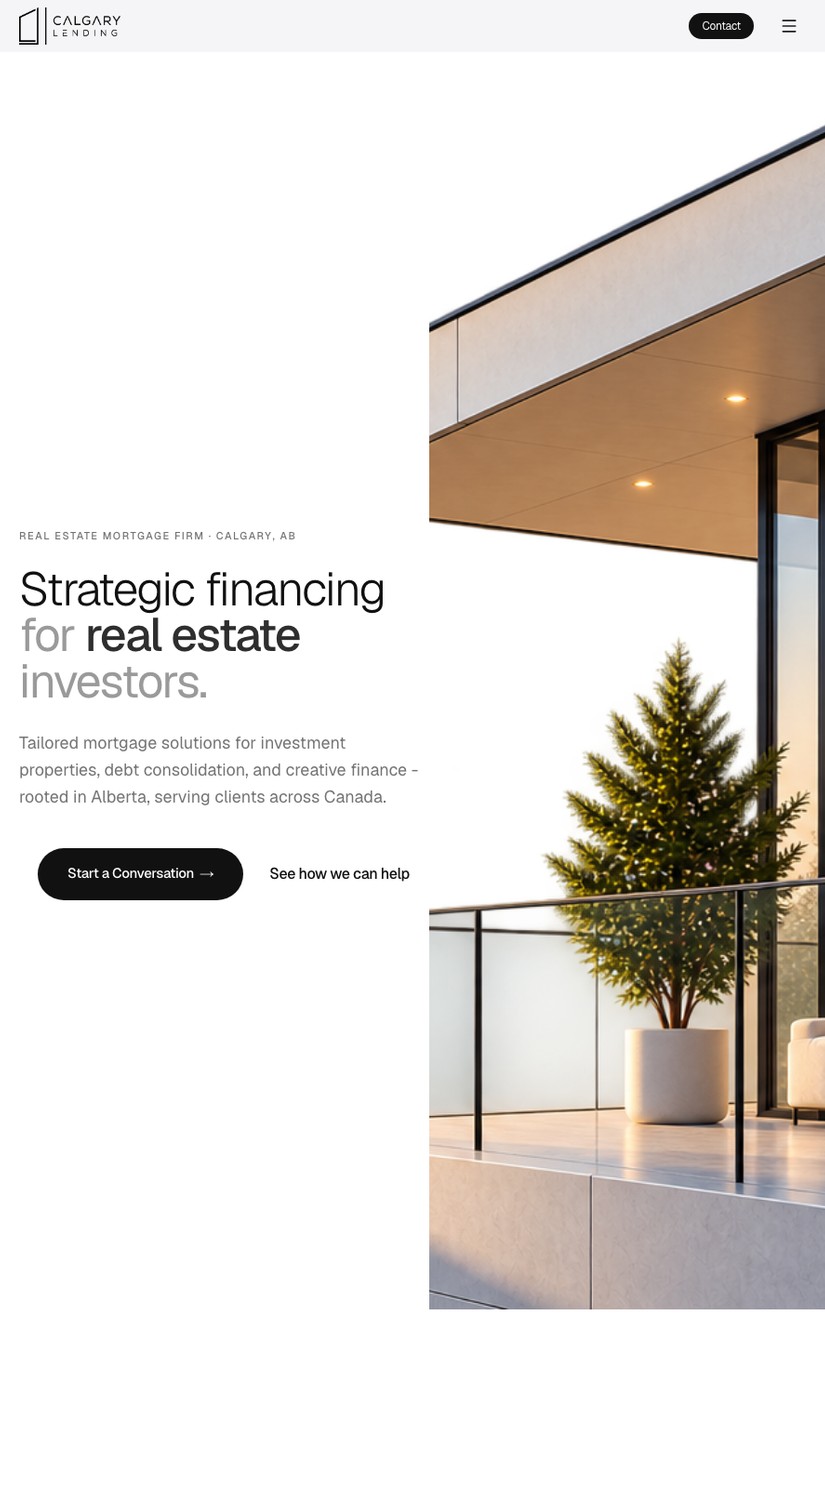 CALGARY
LENDING
Contact
REAL ESTATE MORTGAGE FIRM · CALGARY, AB
Strategic financing
for real estate
investors.
Tailored mortgage solutions for investment
properties, debt consolidation, and creative finance -
rooted in Alberta, serving clients across Canada.
Start a Conversation →
See how we can help